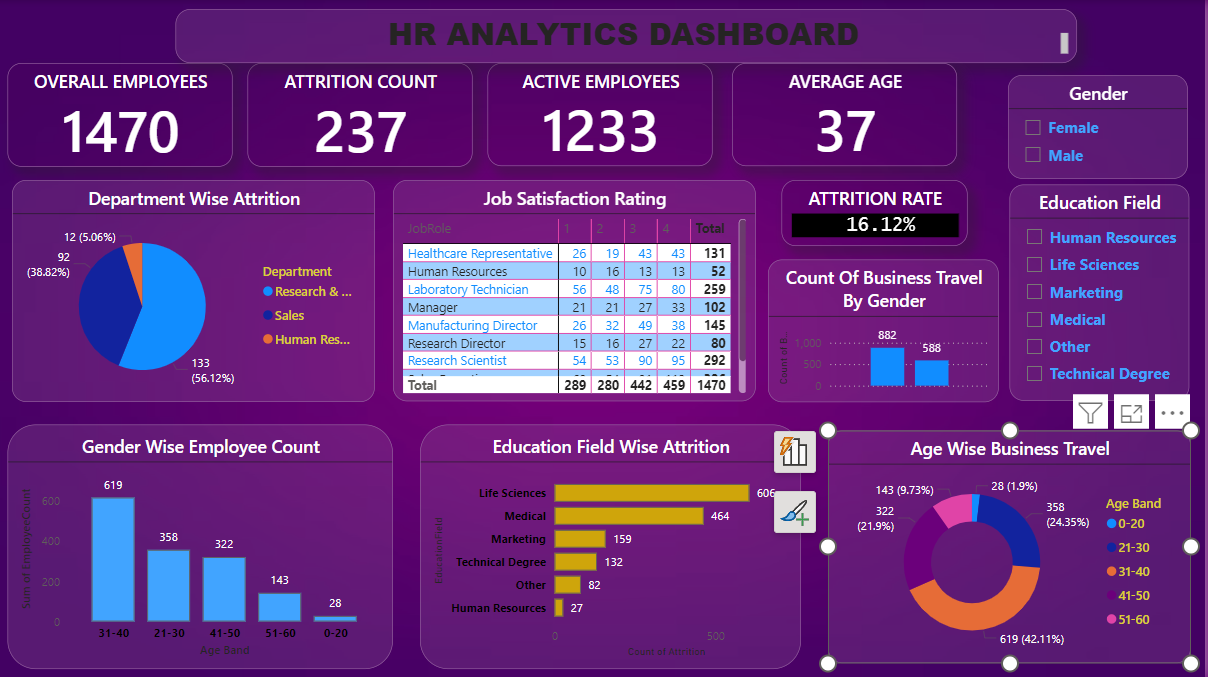 HR ANALYTICS DASHBOARD
OVERALL EMPLOYEES
1470
ATTRITION COUNT
237
ACTIVE EMPLOYEES
1233
AVERAGE AGE
37
Gender
Female
Male
Department Wise Attrition
12 (5.06%)
92
(38.82%)
133
(56.12%)
Department
Research & ...
Sales
Human Res...
Job Satisfaction Rating
JobRole 1 2 3 4 Total
Healthcare Representative 26 19 43 43 131
Human Resources 10 16 13 13 52
Laboratory Technician 56 48 75 80 259
Manager 21 21 27 33 102
Manufacturing Director 26 32 49 38 145
Research Director 15 16 27 22 80
Research Scientist 54 53 90 95 292
Total 289 280 442 459 1470
ATTRITION RATE
16.12%
Count Of Business Travel
By Gender
Count of B...
1,000
500
0
882
588
Education Field
Human Resources
Life Sciences
Marketing
Medical
Other
Technical Degree
Gender Wise Employee Count
Sum of EmployeeCount
600
400
200
0
619
358
322
143
28
31-40 21-30 41-50 51-60 0-20
Age Band
Education Field Wise Attrition
EducationField
Life Sciences 606
Medical 464
Marketing 159
Technical Degree 132
Other 82
Human Resources 27
0 500
Count of Attrition
Age Wise Business Travel
143 (9.73%)
28 (1.9%)
322
(21.9%)
358
(24.35%)
619 (42.11%)
Age Band
0-20
21-30
31-40
41-50
51-60